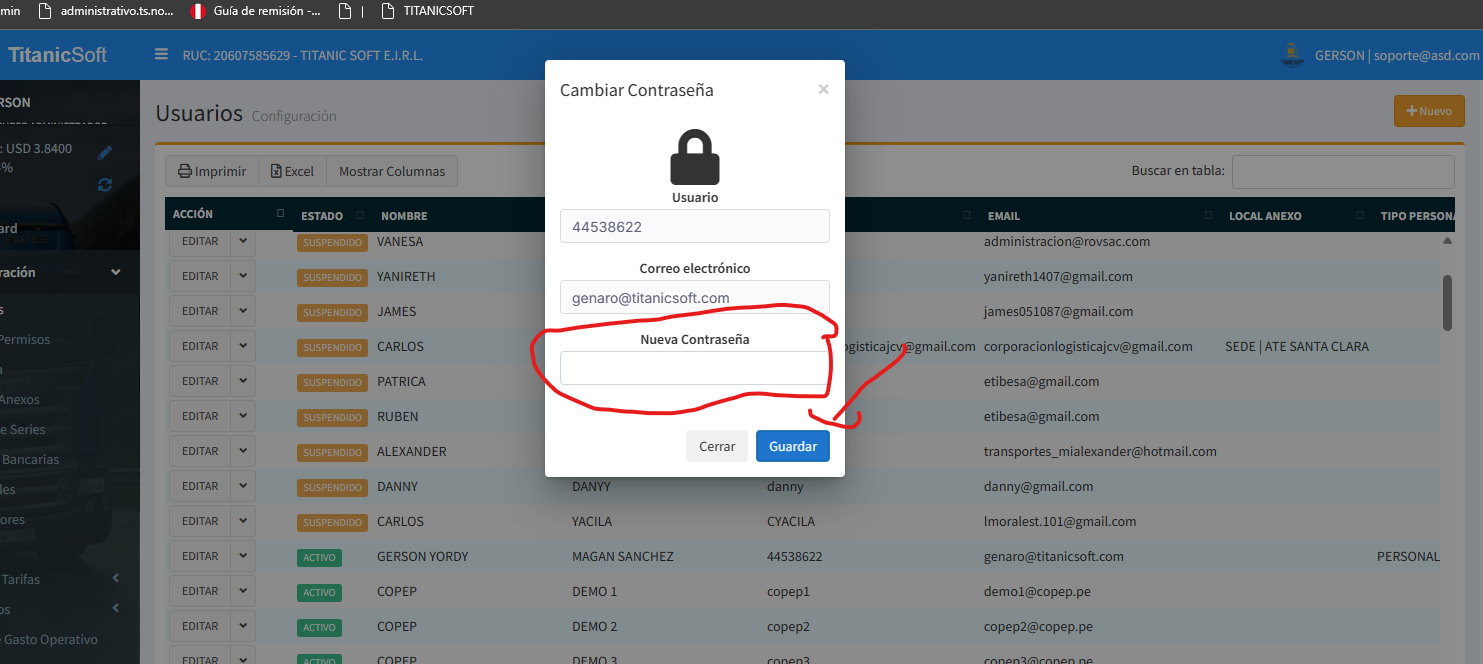 min administrativo.ts.no... Guía de remisión -... | TITANICSOFT
TitanicSoft RUC: 20607585629 - TITANIC SOFT E.I.R.L. GERSON | soporte@asd.com
RSON
: USD 3.8400
ard
ración
s
Permisos
a
Anexos
e Series
Bancarias
les
ores
Tarifas
os
Gasto Operativo
Usuarios Configuración
Nuevo
Imprimir Excel Mostrar Columnas
Buscar en tabla:
ACCIÓN ESTADO NOMBRE EMAIL LOCAL ANEXO TIPO PERSONA
EDITAR SUSPENDIDO VANESA administracion@rovsac.com
EDITAR SUSPENDIDO YANIRETH yanireth1407@gmail.com
EDITAR SUSPENDIDO JAMES james051087@gmail.com
EDITAR SUSPENDIDO CARLOS ogisticajcv@gmail.com corporacionlogisticajcv@gmail.com SEDE | ATE SANTA CLARA
EDITAR SUSPENDIDO PATRICA etibesa@gmail.com
EDITAR SUSPENDIDO RUBEN etibesa@gmail.com
EDITAR SUSPENDIDO ALEXANDER transportes_mialexander@hotmail.com
EDITAR SUSPENDIDO DANNY DANYY danny danny@gmail.com
EDITAR SUSPENDIDO CARLOS YACILA CYACILA lmoralest.101@gmail.com
EDITAR ACTIVO GERSON YORDY MAGAN SANCHEZ 44538622 genaro@titanicsoft.com PERSONAL
EDITAR ACTIVO COPEP DEMO 1 copep1 demo1@copep.pe
EDITAR ACTIVO COPEP DEMO 2 copep2 copep2@copep.pe
EDITAR ACTIVO COPEP DEMO 3 copep3 copep3@copep.pe
Cambiar Contraseña ×
Usuario
44538622
Correo electrónico
genaro@titanicsoft.com
Nueva Contraseña
Cerrar Guardar